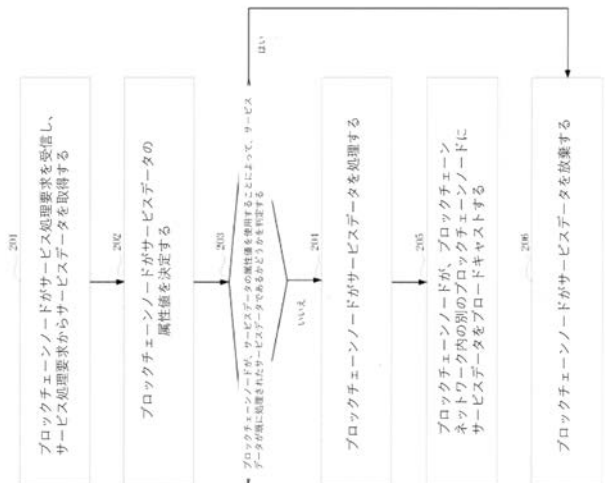 201
ブロックチェーンノードがサービス処理要求を受信し、
サービス処理要求からサービスデータを取得する
202
ブロックチェーンノードがサービスデータの
属性値を決定する
203
ブロックチェーンノードが、サービスデータの属性値を使用することによって、サービス
データが既に処理されたサービスデータであるかどうかを判定する
はい
いいえ
204
ブロックチェーンノードがサービスデータを処理する
205
ブロックチェーンノードが、ブロックチェーン
ネットワーク内の別のブロックチェーンノードに
サービスデータをブロードキャストする
206
ブロックチェーンノードがサービスデータを放棄する